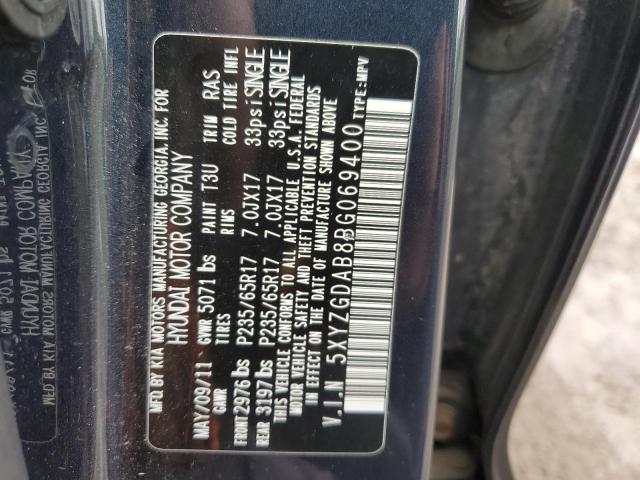 MFD BY KIA MOTORS MANUFACTURING GEORGIA, INC. FOR
HYUNDAI MOTOR COMPANY
MAY/09/11 GVWR 5071 lbs PAINT T3U TRIM RAS
GAWR TIRES RIMS COLD TIRE INFL
FRONT 2976 lbs P235/65R17 7.0JX17 33psi SINGLE
REAR 3197 lbs P235/65R17 7.0JX17 33psi SINGLE
THIS VEHICLE CONFORMS TO ALL APPLICABLE U.S.A. FEDERAL
MOTOR VEHICLE SAFETY AND THEFT PREVENTION STANDARDS
IN EFFECT ON THE DATE OF MANUFACTURE SHOWN ABOVE
V.I.N 5XYZGDAB8BG069400 TYPE:MPV